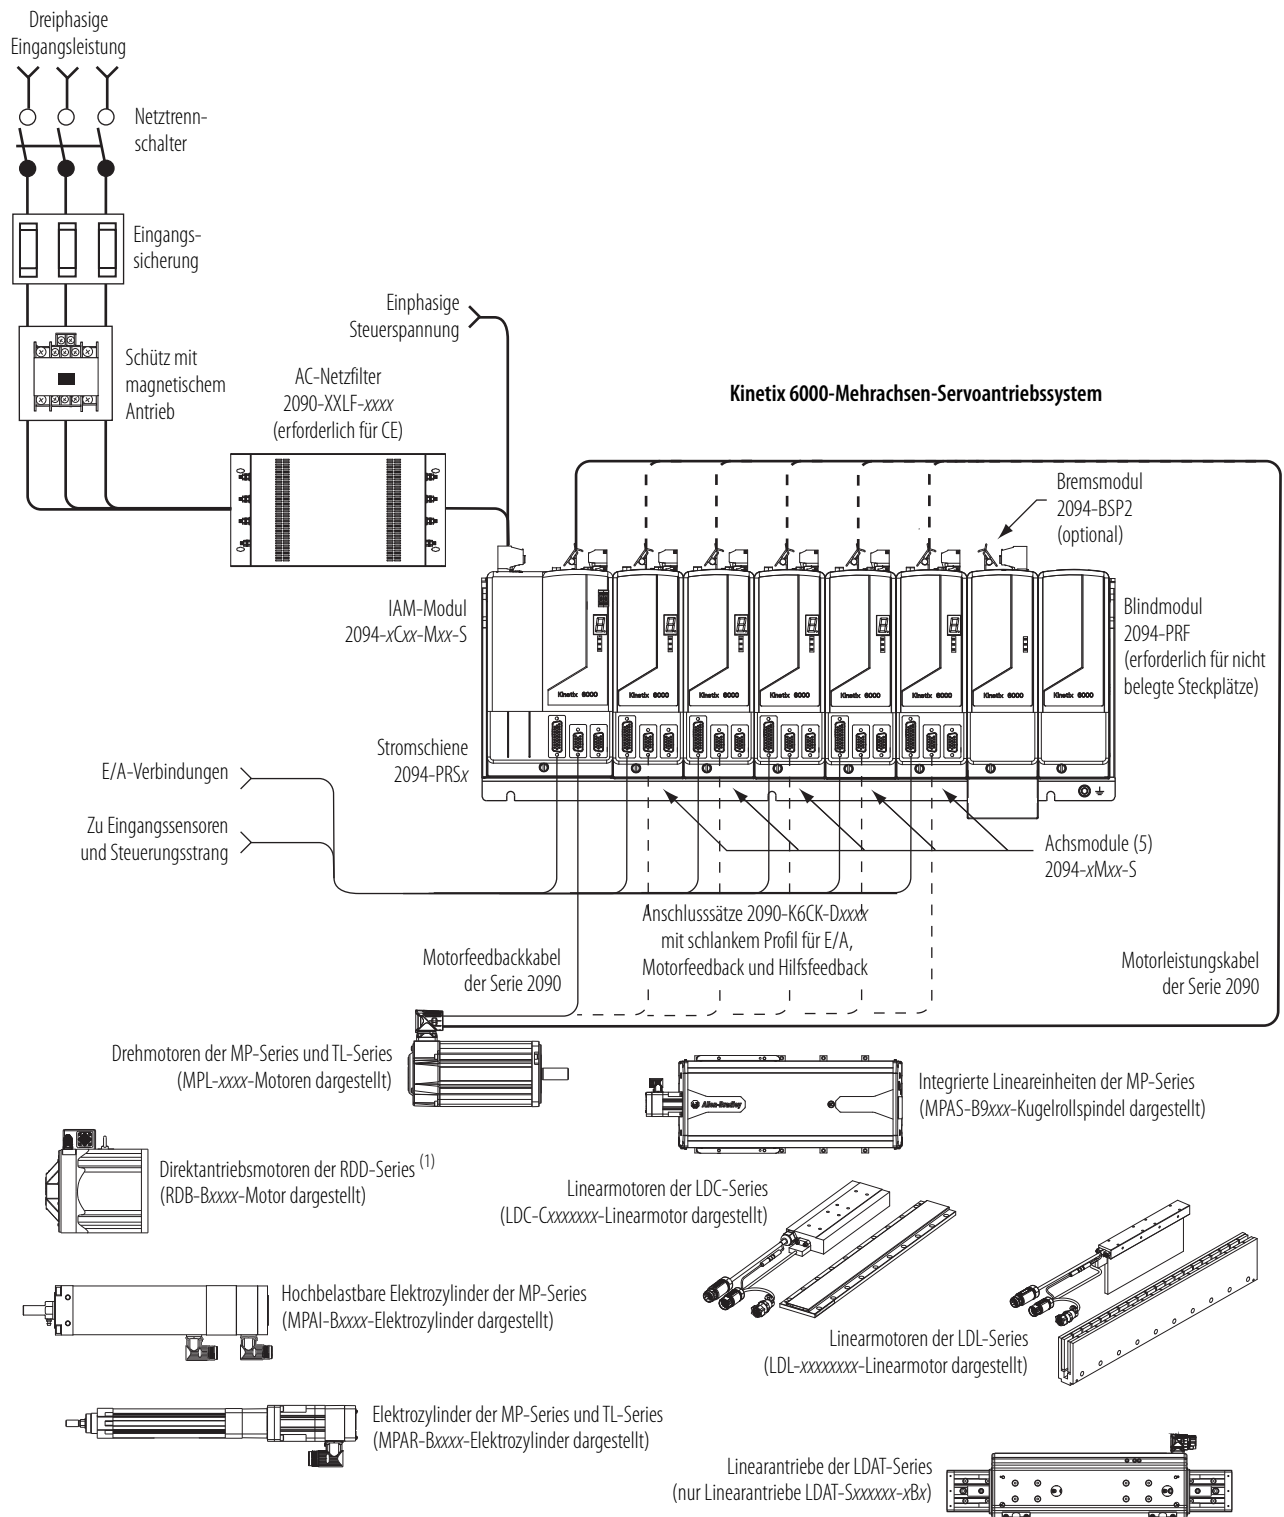 Dreiphasige
Eingangsleistung
Netztrenn-
schalter
Eingangs-
sicherung
Schütz mit
magnetischem
Antrieb
Einphasige
Steuerspannung
AC-Netzfilter
2090-XXLF-xxxx
(erforderlich für CE)
Kinetix 6000-Mehrachsen-Servoantriebssystem
Bremsmodul
2094-BSP2
(optional)
IAM-Modul
2094-xCxx-Mxx-S
Blindmodul
2094-PRF
(erforderlich für nicht
belegte Steckplätze)
Kinetix 6000
Kinetix 6000
Kinetix 6000
Kinetix 6000
Kinetix 6000
Kinetix 6000
Kinetix 6000
Kinetix 6000
Stromschiene
2094-PRSx
E/A-Verbindungen
Zu Eingangssensoren
und Steuerungsstrang
Achsmodule (5)
2094-xMxx-S
Anschlusssätze 2090-K6CK-Dxxxx
mit schlankem Profil für E/A,
Motorfeedback und Hilfsfeedback
Motorfeedbackkabel
der Serie 2090
Motorleistungskabel
der Serie 2090
Drehmotoren der MP-Series und TL-Series
(MPL-xxxx-Motoren dargestellt)
Allen-Bradley
Integrierte Lineareinheiten der MP-Series
(MPAS-B9xxx-Kugelrollspindel dargestellt)
Direktantriebsmotoren der RDD-Series (1)
(RDB-Bxxxx-Motor dargestellt)
Linearmotoren der LDC-Series
(LDC-Cxxxxxxx-Linearmotor dargestellt)
Hochbelastbare Elektrozylinder der MP-Series
(MPAI-Bxxxx-Elektrozylinder dargestellt)
Linearmotoren der LDL-Series
(LDL-xxxxxxxx-Linearmotor dargestellt)
Elektrozylinder der MP-Series und TL-Series
(MPAR-Bxxxx-Elektrozylinder dargestellt)
Linearantriebe der LDAT-Series
(nur Linearantriebe LDAT-Sxxxxxx-xBx)